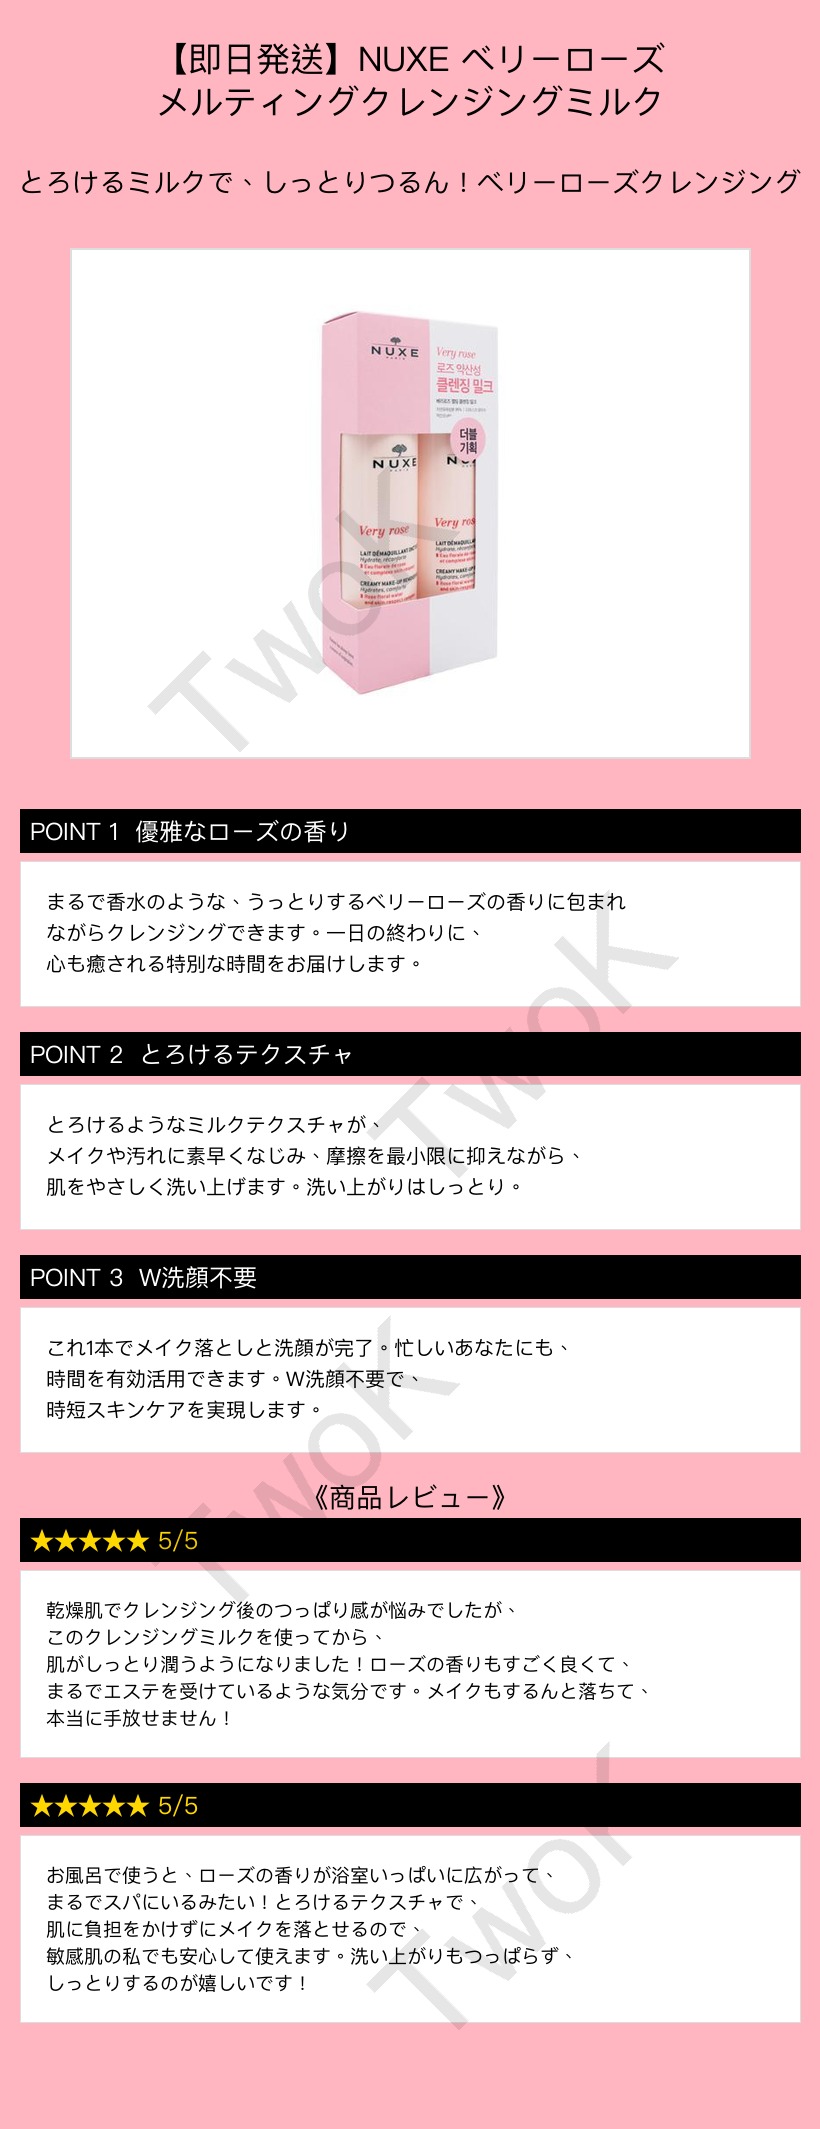 【即日発送】NUXE ベリーローズ
メルティングクレンジングミルク
とろけるミルクで、しっとりつるん！ベリーローズクレンジング
NUXE
PARIS
Very rose
로즈 약산성
클렌징 밀크
더블
기획
NUXE
Very rose
LAIT DÉMAQUILLANT
Hydrate, réconforte
Eau florale de rose
CREAMY MAKE-UP
Hydrates, comforts
Rose floral water
Very ros
LAIT DÉMAQUILLA
CREAMY MAKE-UP
TwoK
POINT 1 優雅なローズの香り
まるで香水のような、うっとりするベリーローズの香りに包まれ
ながらクレンジングできます。一日の終わりに、
心も癒される特別な時間をお届けします。
TwoK
POINT 2 とろけるテクスチャ
とろけるようなミルクテクスチャが、
メイクや汚れに素早くなじみ、摩擦を最小限に抑えながら、
肌をやさしく洗い上げます。洗い上がりはしっとり。
POINT 3 W洗顔不要
これ1本でメイク落としと洗顔が完了。忙しいあなたにも、
時間を有効活用できます。W洗顔不要で、
時短スキンケアを実現します。
TwoK
《商品レビュー》
★★★★★ 5/5
乾燥肌でクレンジング後のつっぱり感が悩みでしたが、
このクレンジングミルクを使ってから、
肌がしっとり潤うようになりました！ローズの香りもすごく良くて、
まるでエステを受けているような気分です。メイクもするんと落ちて、
本当に手放せません！
★★★★★ 5/5
お風呂で使うと、ローズの香りが浴室いっぱいに広がって、
まるでスパにいるみたい！とろけるテクスチャで、
肌に負担をかけずにメイクを落とせるので、
敏感肌の私でも安心して使えます。洗い上がりもつっぱらず、
しっとりするのが嬉しいです！
TwoK